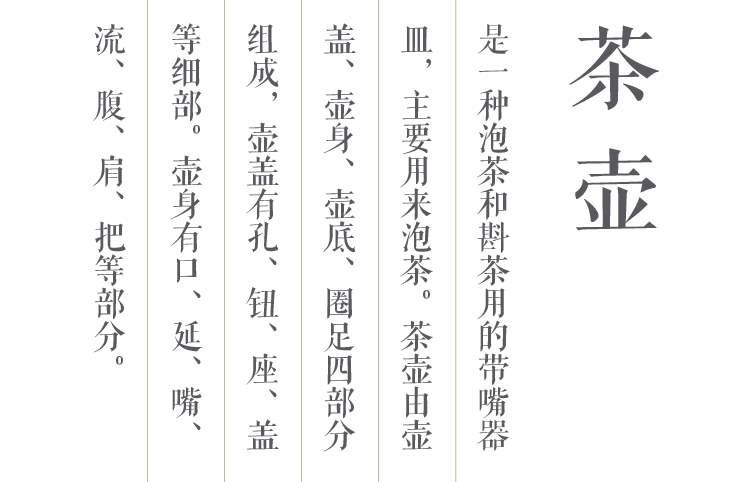 茶壶
是一种泡茶和斟茶用的带嘴器
皿，主要用来泡茶。茶壶由壶
盖、壶身、壶底、圈足四部分
组成，壶盖有孔、钮、座、盖
等细部。壶身有口、延、嘴、
流、腹、肩、把等部分。